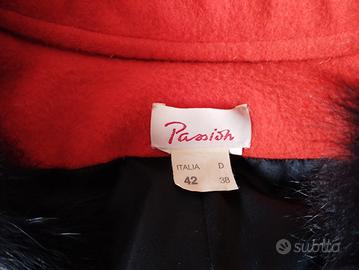 Passion
ITALIA D
42 38
subito